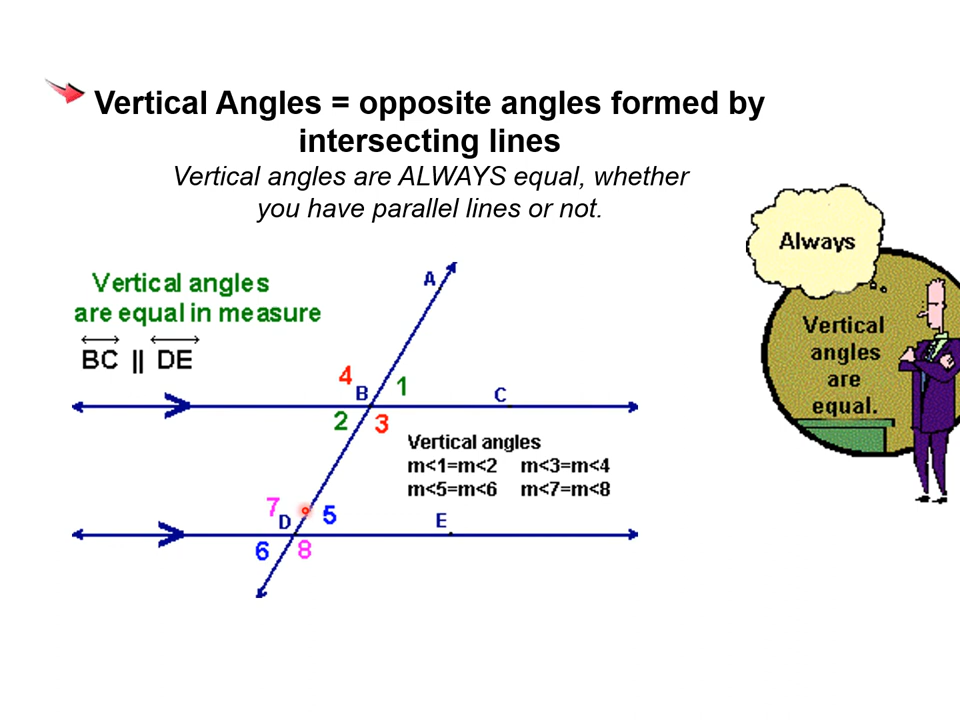 Vertical Angles = opposite angles formed by
intersecting lines
Vertical angles are ALWAYS equal, whether
you have parallel lines or not.
Always
Vertical
angles
are
equal.
Vertical angles
are equal in measure
BC || DE
A
4 B 1 C
2 3
Vertical angles
m<1=m<2 m<3=m<4
m<5=m<6 m<7=m<8
7 D 5 E
6 8